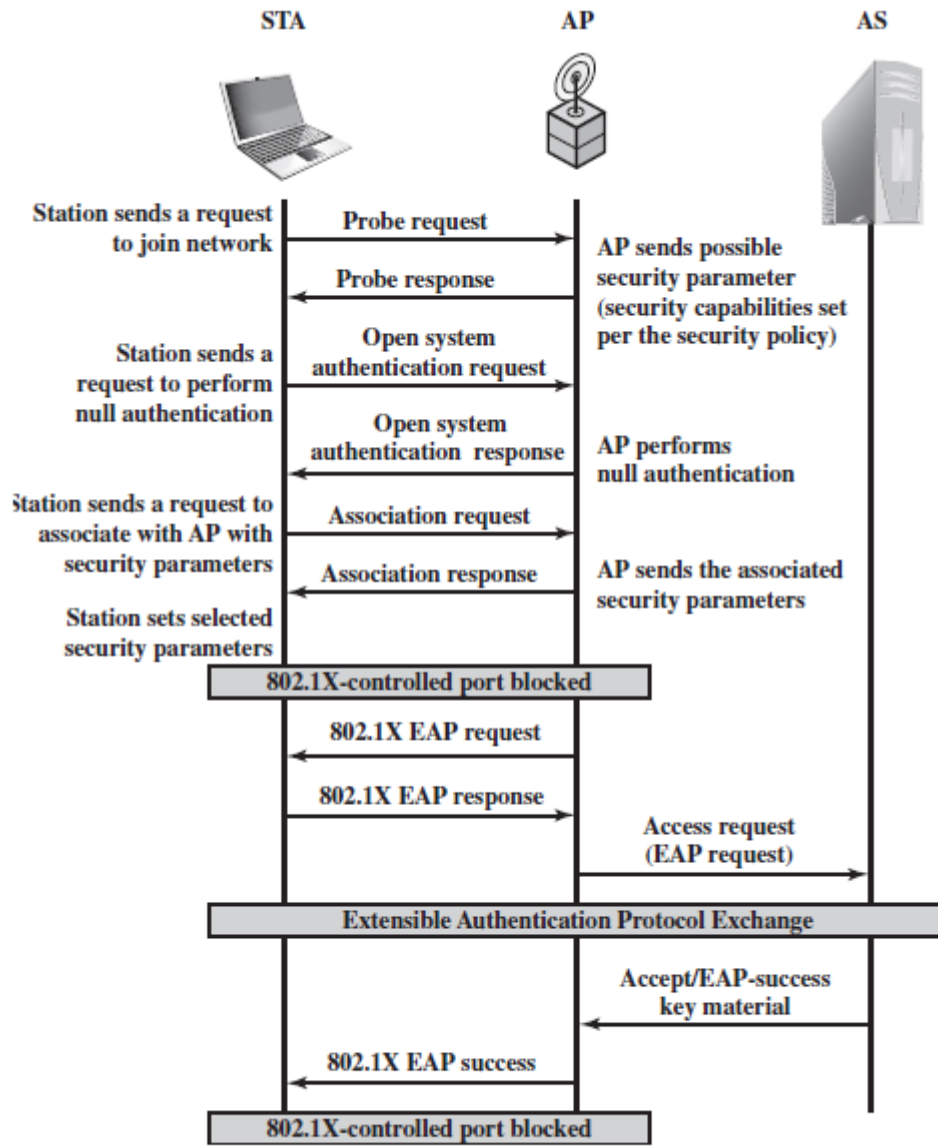 STA
AP
AS
Station sends a request
to join network
Probe request
AP sends possible
security parameter
(security capabilities set
per the security policy)
Probe response
Station sends a
request to perform
null authentication
Open system
authentication request
Open system
authentication response
AP performs
null authentication
Station sends a request to
associate with AP with
security parameters
Association request
Association response
AP sends the associated
security parameters
Station sets selected
security parameters
802.1X-controlled port blocked
802.1X EAP request
802.1X EAP response
Access request
(EAP request)
Extensible Authentication Protocol Exchange
Accept/EAP-success
key material
802.1X EAP success
802.1X-controlled port blocked